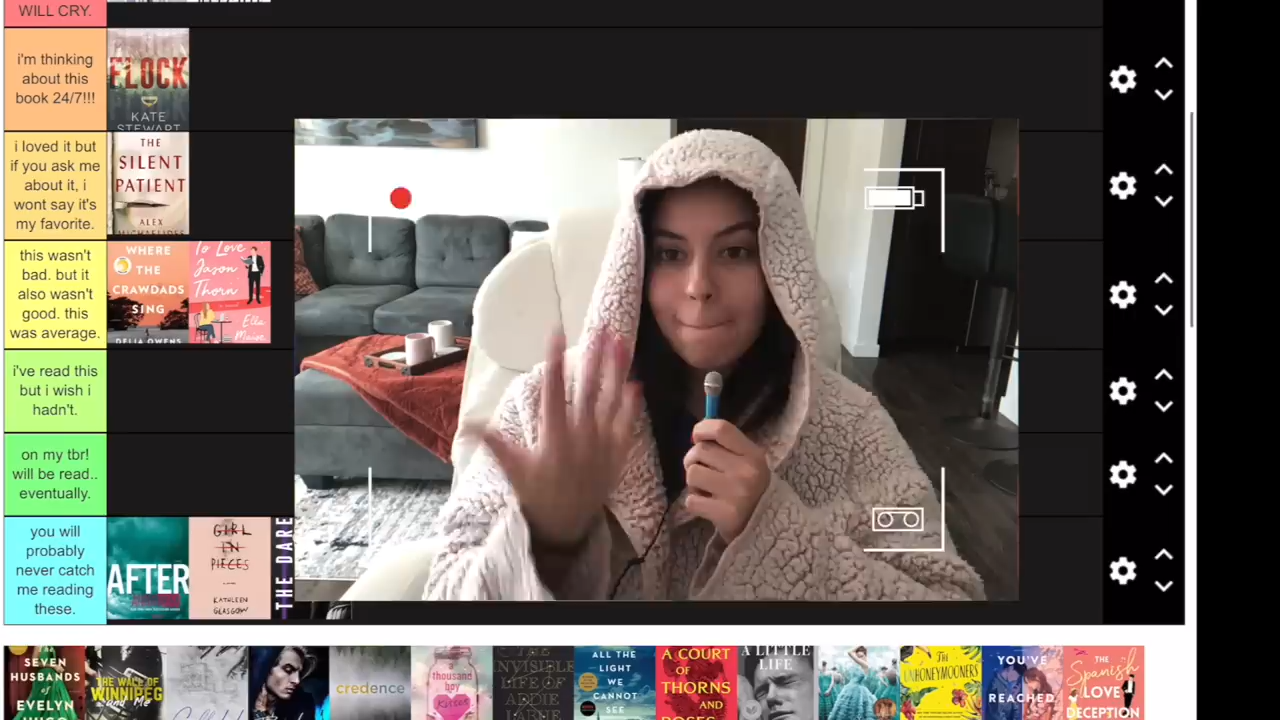 WILL CRY.
i'm thinking
about this
book 24/7!!!
FLOCK
KATE
STEWART
i loved it but
if you ask me
about it, i
wont say it's
my favorite.
THE
SILENT
PATIENT
ALEX
MICHAELIDES
this wasn't
bad. but it
also wasn't
good. this
was average.
WHERE
THE
CRAWDADS
SING
DELIA OWENS
To Love
Jason
Thorn
Ella
Maise
i've read this
but i wish i
hadn't.
on my tbr!
will be read..
eventually.
you will
probably
never catch
me reading
these.
AFTER
GIRL
IN
PIECES
KATHLEEN
GLASGOW
THE DARE
SEVEN
HUSBANDS
OF
EVELYN
HUGO
THE WALL OF
WINNIPEG
and Me
credence
thousand
boy
Kisses
THE
INVISIBLE
LIFE OF
ADDIE
LARUE
ALL THE
LIGHT
WE
CANNOT
SEE
A COURT
OF
THORNS
AND
ROSES
A LITTLE
LIFE
The
UNHONEYMOONERS
YOU'VE
REACHED
THE
Spanish
LOVE
DECEPTION